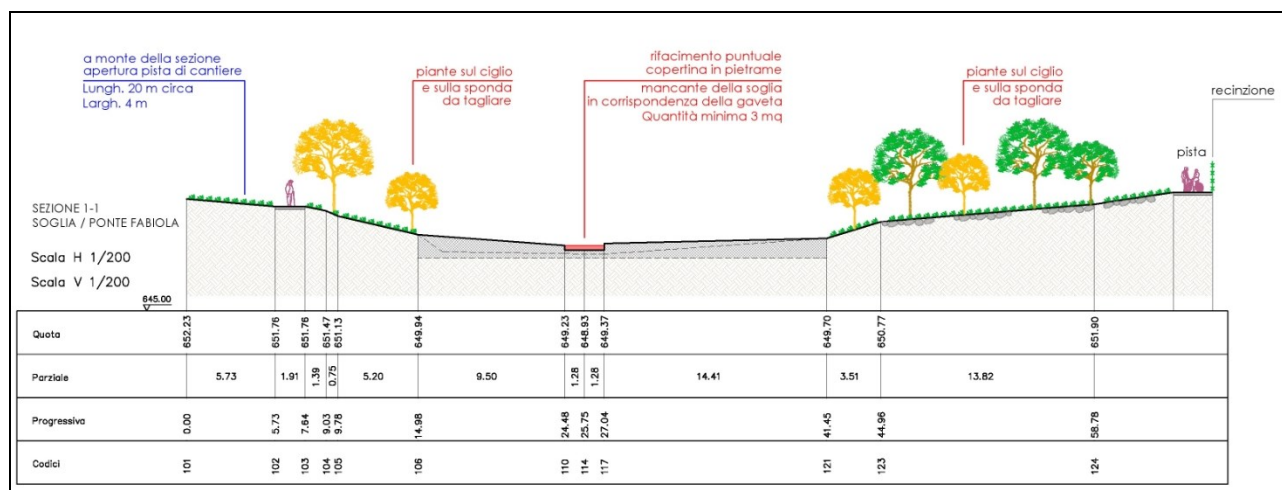 a monte della sezione
apertura pista di cantiere
Lungh. 20 m circa
Largh. 4 m
piante sul ciglio
e sulla sponda
da tagliare
rifacimento puntuale
copertina in pietrame
mancante della soglia
in corrispondenza della gaveta
Quantità minima 3 mq
piante sul ciglio
e sulla sponda
da tagliare
recinzione
pista
SEZIONE 1-1
SOGLIA / PONTE FABIOLA
Scala H 1/200
Scala V 1/200
645.00
Quota 652.23 651.76 651.76 651.47 651.13 649.94 649.23 648.93 649.37 649.70 650.77 651.90
Parziale 5.73 1.91 1.39 0.75 5.20 9.50 1.28 1.28 14.41 3.51 13.82
Progressiva 0.00 5.73 7.64 9.03 9.78 14.98 24.48 25.75 27.04 41.45 44.96 58.78
Codici 101 102 103 104 105 106 110 114 117 121 123 124